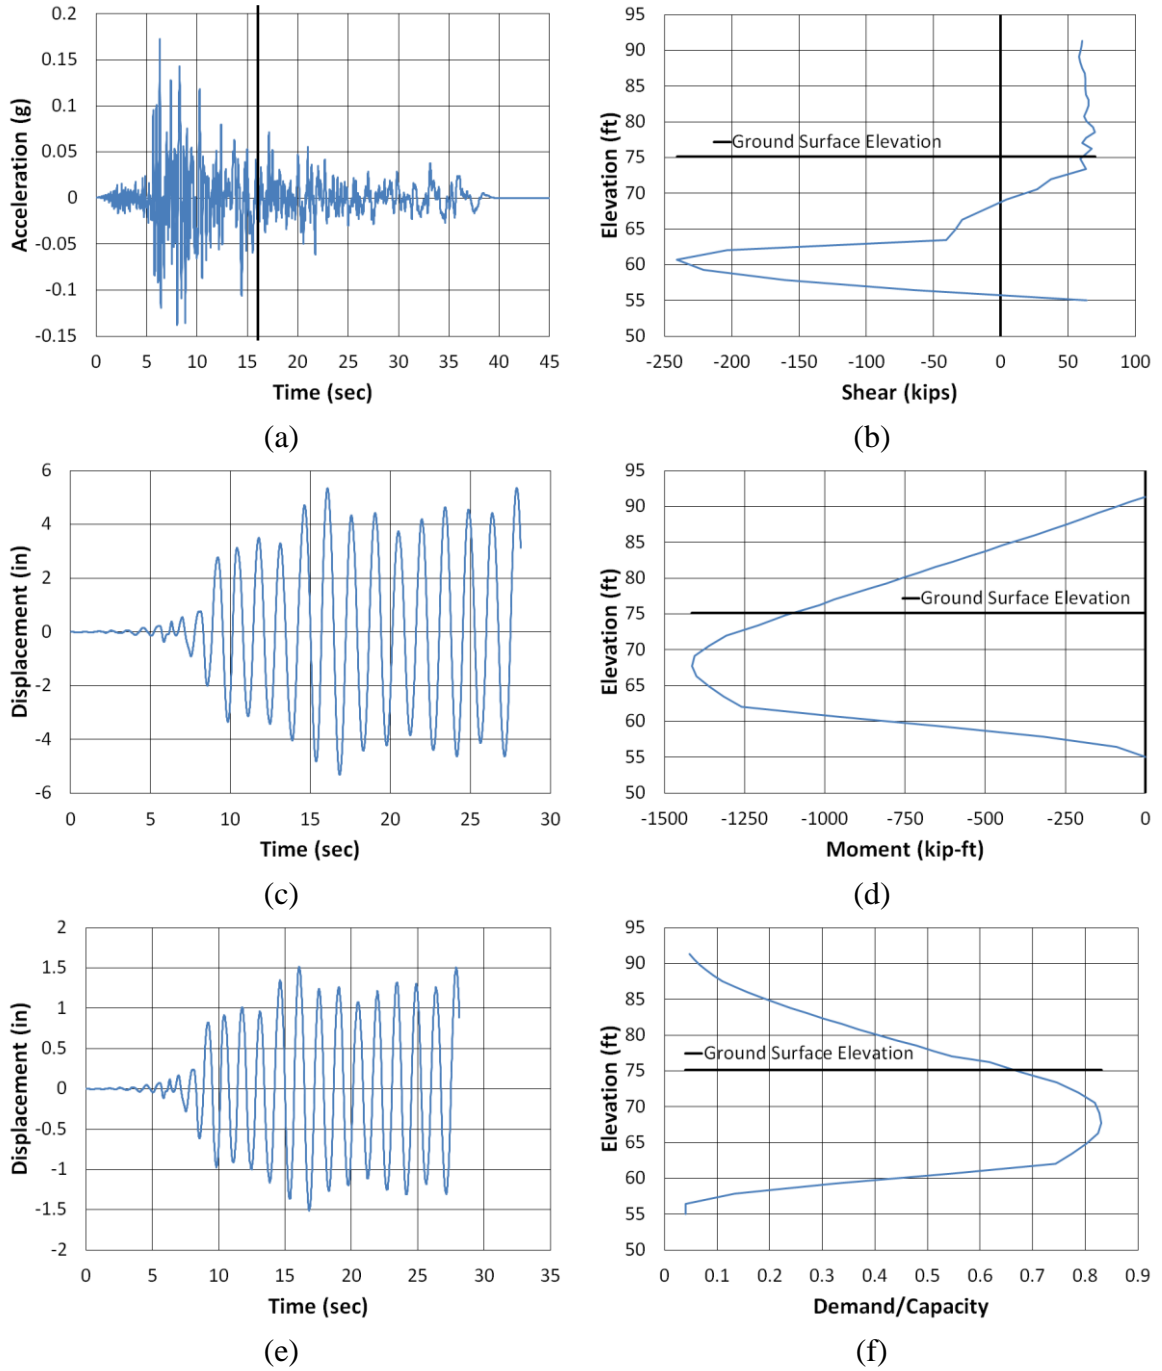 0.2
0.15
0.1
0.05
0
-0.05
-0.1
-0.15
Acceleration (g)
0 5 10 15 20 25 30 35 40 45
Time (sec)
(a)
95
90
85
80
75
70
65
60
55
50
Elevation (ft)
Ground Surface Elevation
-250 -200 -150 -100 -50 0 50 100
Shear (kips)
(b)
6
4
2
0
-2
-4
-6
Displacement (in)
0 5 10 15 20 25 30
Time (sec)
(c)
95
90
85
80
75
70
65
60
55
50
Elevation (ft)
Ground Surface Elevation
-1500 -1250 -1000 -750 -500 -250 0
Moment (kip-ft)
(d)
2
1.5
1
0.5
0
-0.5
-1
-1.5
-2
Displacement (in)
0 5 10 15 20 25 30 35
Time (sec)
(e)
95
90
85
80
75
70
65
60
55
50
Elevation (ft)
Ground Surface Elevation
0 0.1 0.2 0.3 0.4 0.5 0.6 0.7 0.8 0.9
Demand/Capacity
(f)